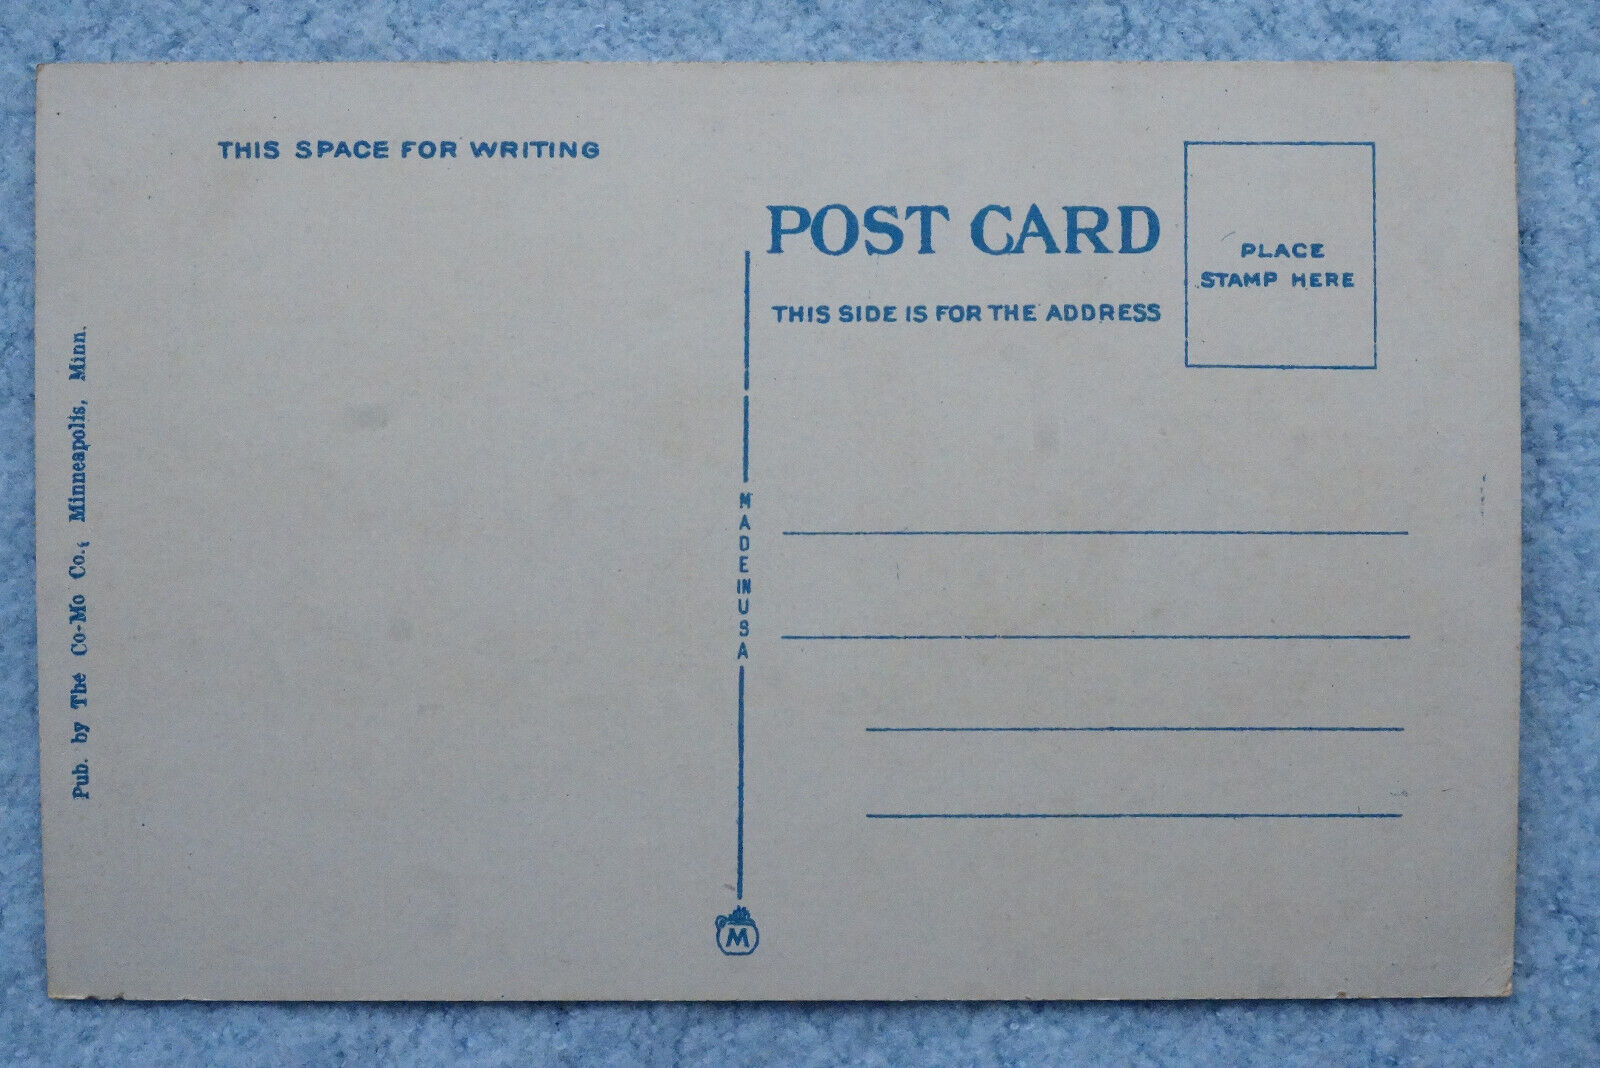 THIS SPACE FOR WRITING
POST CARD
THIS SIDE IS FOR THE ADDRESS
PLACE
STAMP HERE
Pub. by The Co-Mo Co., Minneapolis, Minn.
MADE IN USA
M